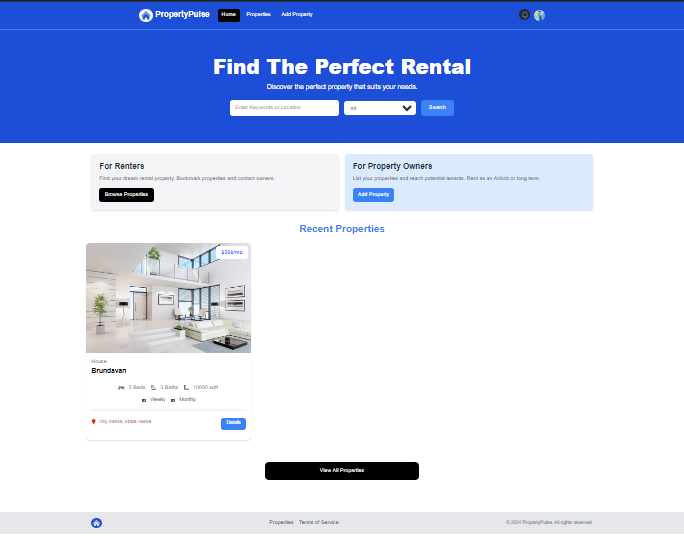 PropertyPulse Home Properties Add Property
Find The Perfect Rental
Discover the perfect property that suits your needs.
Enter Keywords or Location All Search
For Renters
Find your dream rental property. Bookmark properties and contact owners.
Browse Properties
For Property Owners
List your properties and reach potential tenants. Rent as an Airbnb or long term.
Add Property
Recent Properties
House
Brundavan
5 Beds 3 Baths 10000 sqft
Weekly Monthly
city name, state name Details
View All Properties
Properties Terms of Service © 2024 PropertyPulse. All rights reserved.